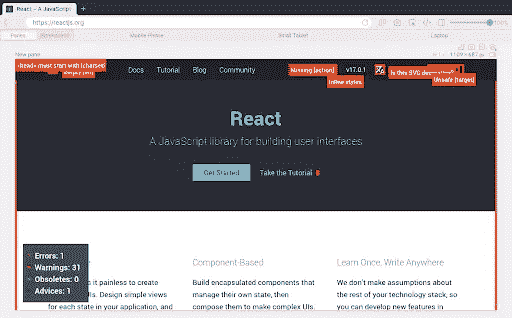 React - A JavaScript
https://reactjs.org
Panes
Mobile Phone
Laptop
New pane
<head> must start with [charset]
Docs Tutorial Blog Community
Missing [action]
v17.0.1
Is this SVG decorative?
Inline styles
Unsafe [target]
React
A JavaScript library for building user interfaces
Get Started Take the Tutorial
Errors: 1
Warnings: 31
Obsoletes: 0
Advices: 1
s it painless to create
UIs. Design simple views
for each state in your application, and
Component-Based
Build encapsulated components that
manage their own state, then
compose them to make complex UIs.
Learn Once, Write Anywhere
We don't make assumptions about
the rest of your technology stack, so
you can develop new features in